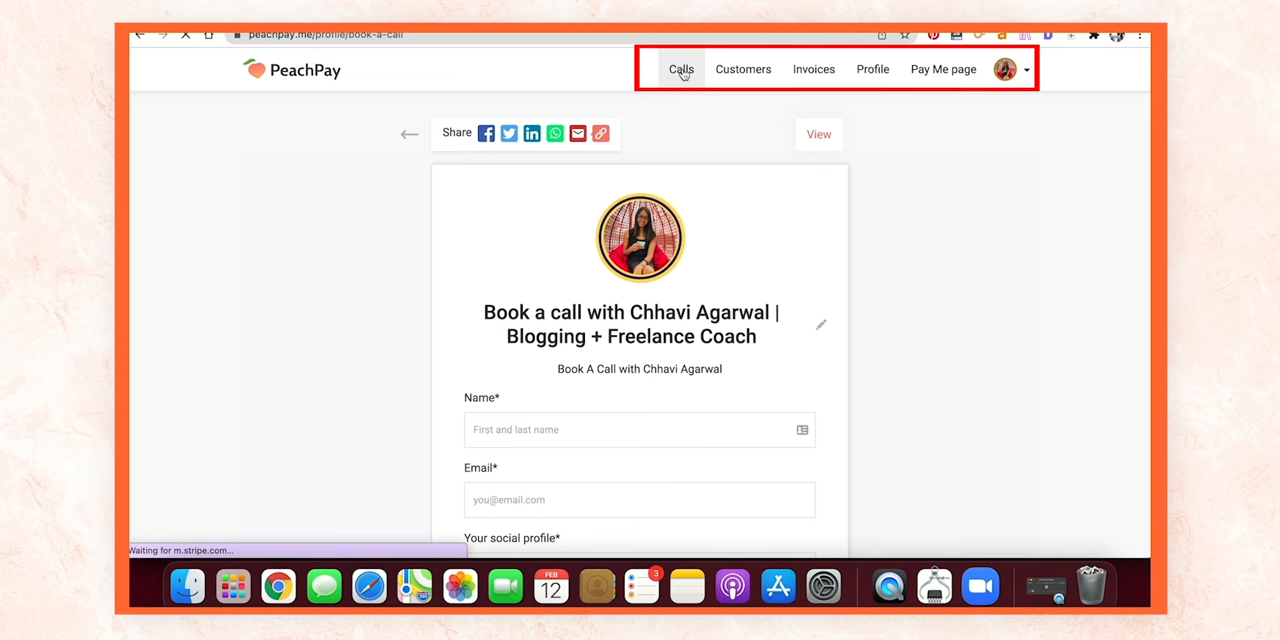 peachpay.me/profile/book-a-call
PeachPay
Calls Customers Invoices Profile Pay Me page
Share
View
Book a call with Chhavi Agarwal |
Blogging + Freelance Coach
Book A Call with Chhavi Agarwal
Name*
First and last name
Email*
you@email.com
Your social profile*
Waiting for m.stripe.com...
FEB
12
3